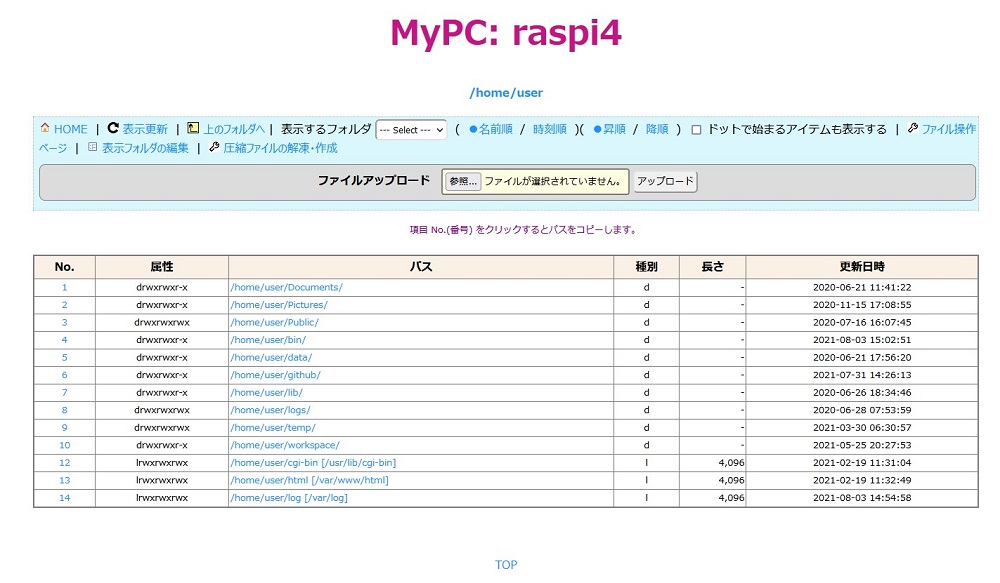 MyPC: raspi4
/home/user
HOME | 表示更新 | 上のフォルダへ | 表示するフォルダ --- Select --- ( ●名前順 / 時刻順 )( ●昇順 / 降順 ) ドットで始まるアイテムも表示する | ファイル操作
ページ | 表示フォルダの編集 | 圧縮ファイルの解凍・作成
ファイルアップロード 参照... ファイルが選択されていません。 アップロード
項目 No.(番号) をクリックするとパスをコピーします。
No. 属性 パス 種別 長さ 更新日時
1 drwxrwxr-x /home/user/Documents/ d - 2020-06-21 11:41:22
2 drwxrwxr-x /home/user/Pictures/ d - 2020-11-15 17:08:55
3 drwxrwxrwx /home/user/Public/ d - 2020-07-16 16:07:45
4 drwxrwxr-x /home/user/bin/ d - 2021-08-03 15:02:51
5 drwxrwxr-x /home/user/data/ d - 2020-06-21 17:56:20
6 drwxrwxr-x /home/user/github/ d - 2021-07-31 14:26:13
7 drwxrwxr-x /home/user/lib/ d - 2020-06-26 18:34:46
8 drwxrwxrwx /home/user/logs/ d - 2020-06-28 07:53:59
9 drwxrwxrwx /home/user/temp/ d - 2021-03-30 06:30:57
10 drwxrwxr-x /home/user/workspace/ d - 2021-05-25 20:27:53
12 lrwxrwxrwx /home/user/cgi-bin [/usr/lib/cgi-bin] l 4,096 2021-02-19 11:31:04
13 lrwxrwxrwx /home/user/html [/var/www/html] l 4,096 2021-02-19 11:32:49
14 lrwxrwxrwx /home/user/log [/var/log] l 4,096 2021-08-03 14:54:58
TOP